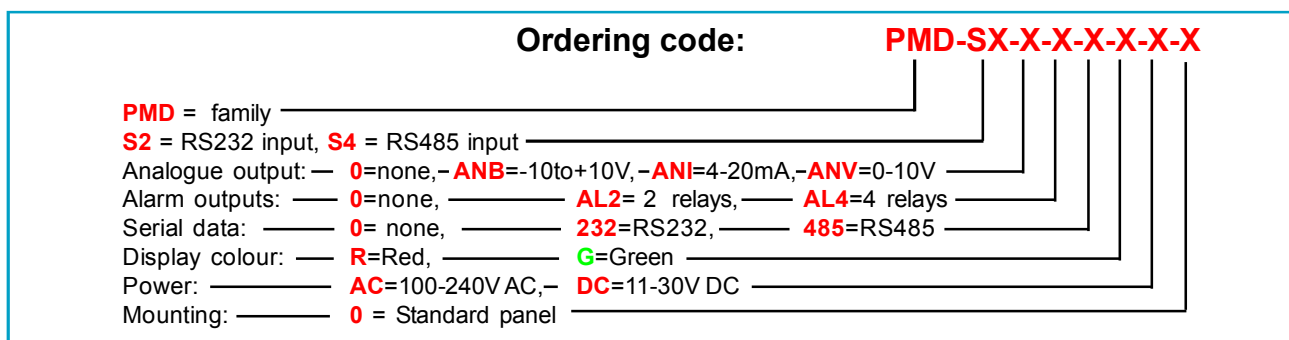 Ordering code: PMD-SX-X-X-X-X-X-X
PMD = family
S2 = RS232 input, S4 = RS485 input
Analogue output: 0=none, ANB=-10to+10V, ANI=4-20mA, ANV=0-10V
Alarm outputs: 0=none, AL2= 2 relays, AL4=4 relays
Serial data: 0= none, 232=RS232, 485=RS485
Display colour: R=Red, G=Green
Power: AC=100-240V AC, DC=11-30V DC
Mounting: 0 = Standard panel